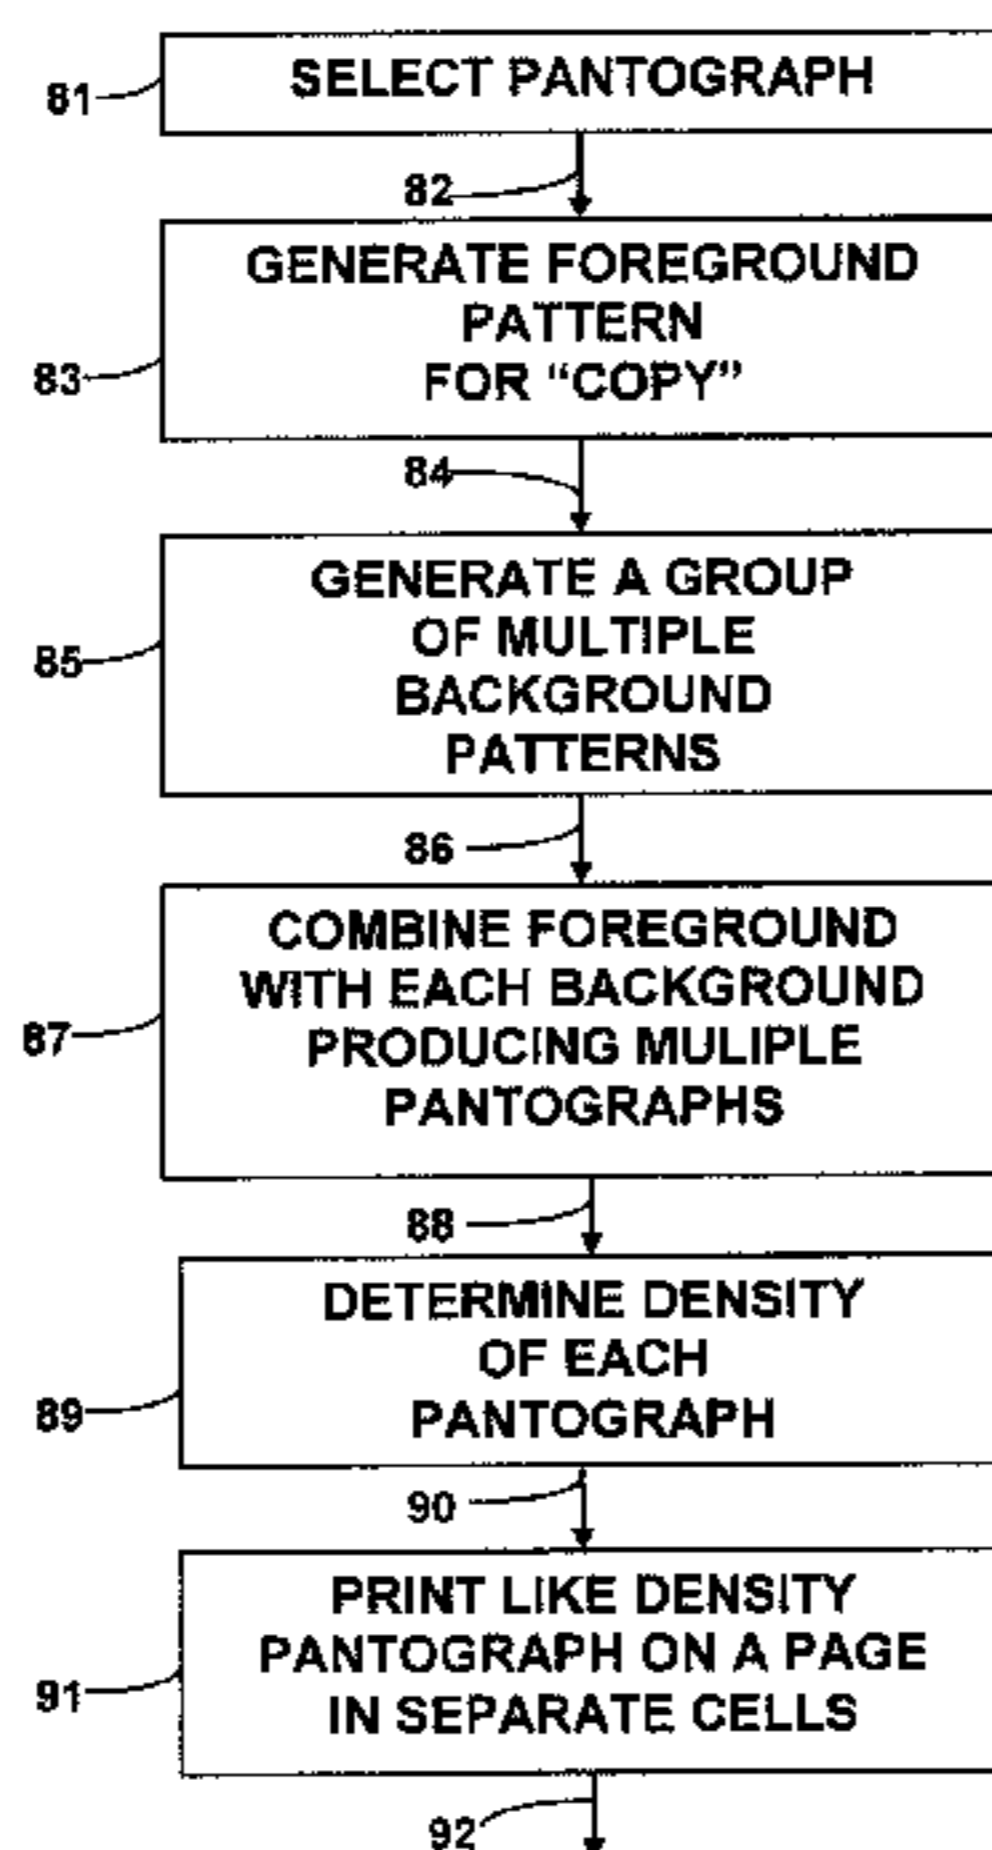 81
SELECT PANTOGRAPH
82
GENERATE FOREGROUND
PATTERN
FOR “COPY”
83
84
GENERATE A GROUP
OF MULTIPLE
BACKGROUND
PATTERNS
85
86
COMBINE FOREGROUND
WITH EACH BACKGROUND
PRODUCING MULIPLE
PANTOGRAPHS
87
88
DETERMINE DENSITY
OF EACH
PANTOGRAPH
89
90
PRINT LIKE DENSITY
PANTOGRAPH ON A PAGE
IN SEPARATE CELLS
91
92